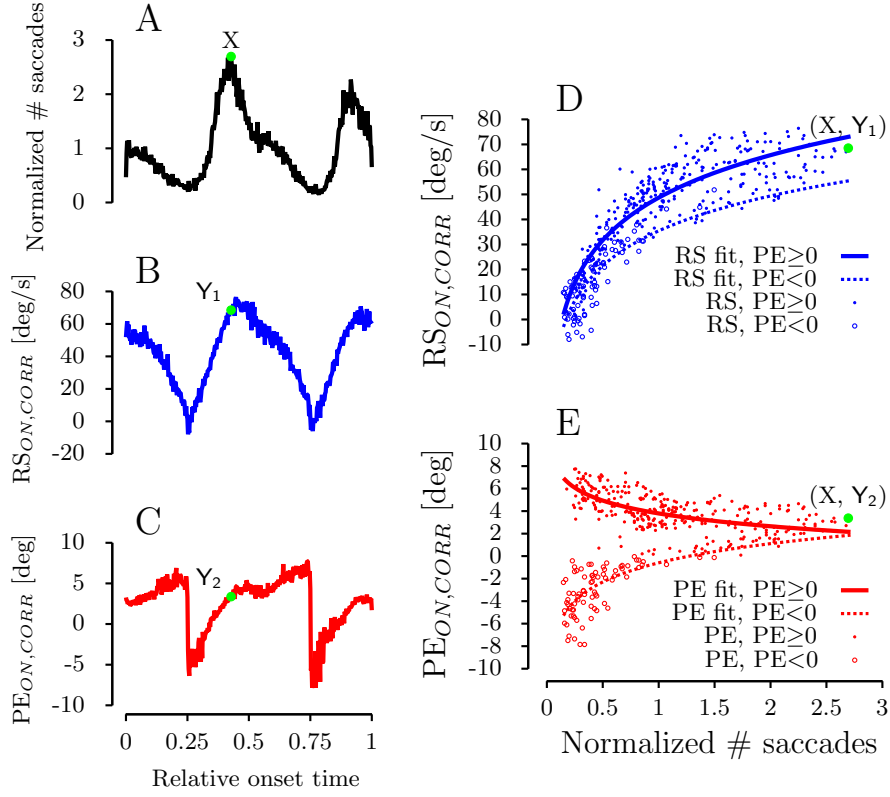 A
X
Normalized # saccades
3
2
1
0
B
Y1
RS_ON,CORR [deg/s]
80
60
40
20
0
-20
C
Y2
PE_ON,CORR [deg]
10
5
0
-5
-10
0 0.25 0.5 0.75 1
Relative onset time
D
(X, Y1)
RS_ON,CORR [deg/s]
80
70
60
50
40
30
20
10
0
-10
RS fit, PE≥0
RS fit, PE<0
RS, PE≥0
RS, PE<0
E
(X, Y2)
PE_ON,CORR [deg]
10
8
6
4
2
0
-2
-4
-6
-8
-10
PE fit, PE≥0
PE fit, PE<0
PE, PE≥0
PE, PE<0
0 0.5 1 1.5 2 2.5 3
Normalized # saccades